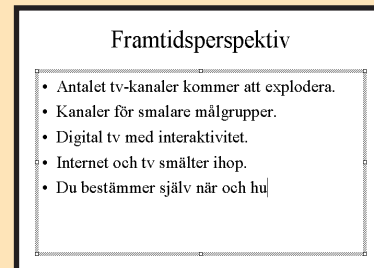 Framtidsperspektiv
• Antalet tv-kanaler kommer att explodera.
• Kanaler för smalare målgrupper.
• Digital tv med interaktivitet.
• Internet och tv smälter ihop.
• Du bestämmer själv när och hu